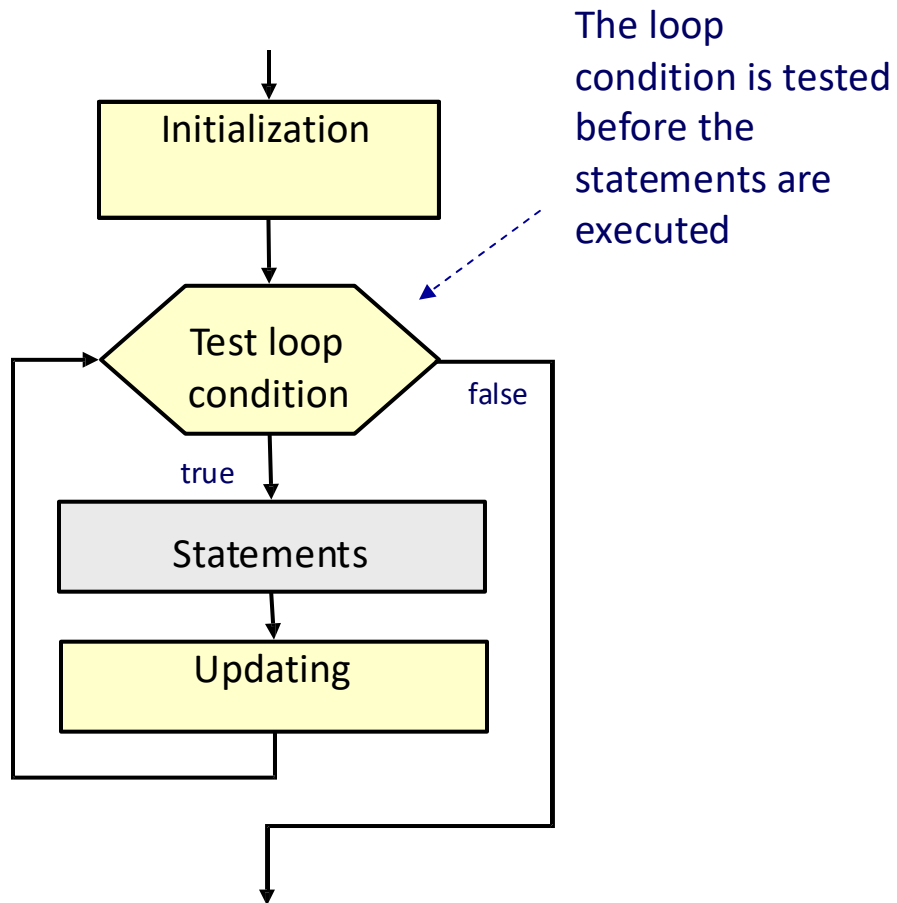 The loop
condition is tested
before the
statements are
executed
Initialization
Test loop
condition
false
true
Statements
Updating